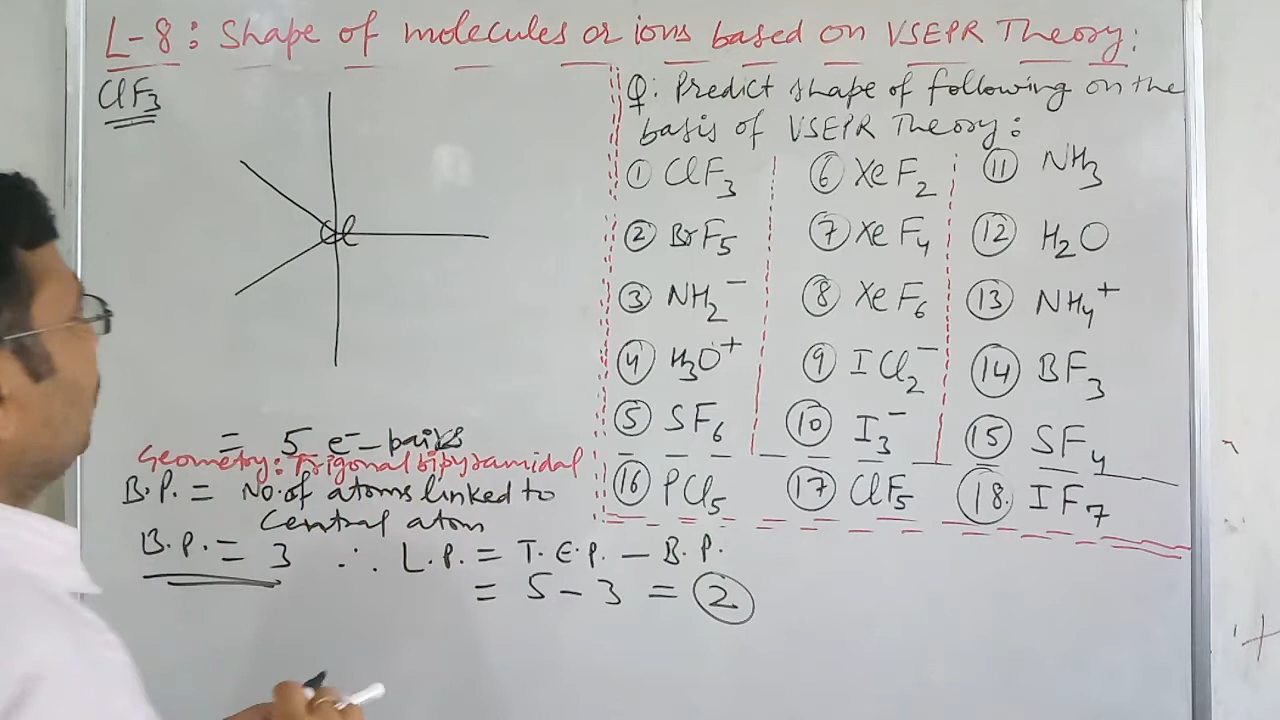 L-8: Shape of molecules or ions based on VSEPR Theory:
ClF3
Cl
= 5 e⁻-pairs
Geometry: Trigonal bipyramidal
B.P. = No. of atoms linked to
Central atom
B.P. = 3 ∴ L.P. = T.E.P. – B.P.
= 5 – 3 = 2
Q: Predict shape of following on the
basis of VSEPR Theory:
① ClF3 ⑥ XeF2 ⑪ NH3
② BrF5 ⑦ XeF4 ⑫ H2O
③ NH2⁻ ⑧ XeF6 ⑬ NH4⁺
④ H3O⁺ ⑨ ICl2⁻ ⑭ BF3
⑤ SF6 ⑩ I3⁻ ⑮ SF4
⑯ PCl5 ⑰ ClF5 ⑱ IF7